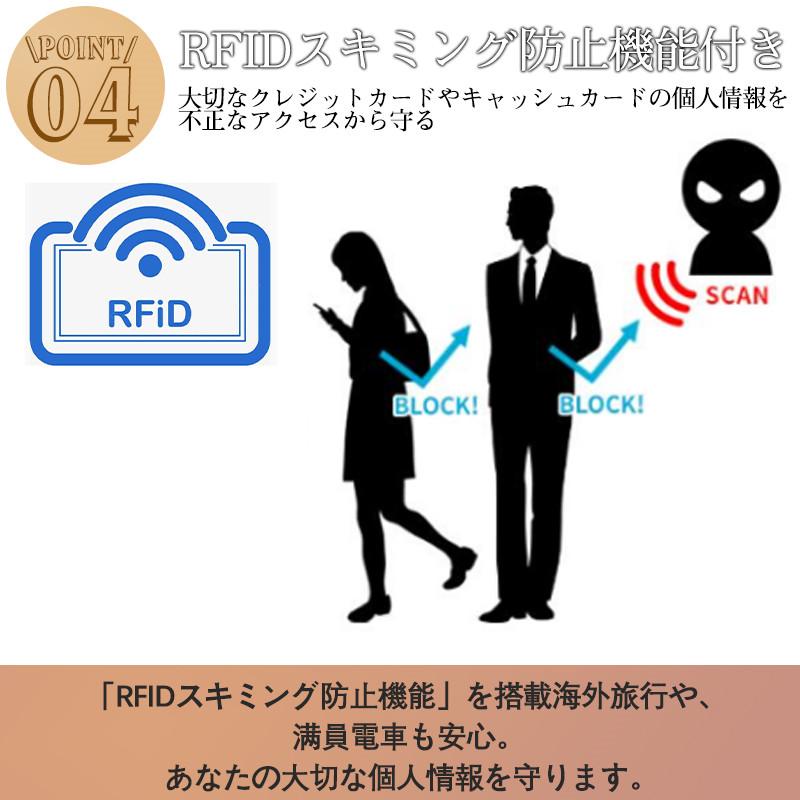 POINT
04
RFIDスキミング防止機能付き
大切なクレジットカードやキャッシュカードの個人情報を
不正なアクセスから守る
RFiD
SCAN
BLOCK!
BLOCK!
「RFIDスキミング防止機能」を搭載海外旅行や、
満員電車も安心。
あなたの大切な個人情報を守ります。